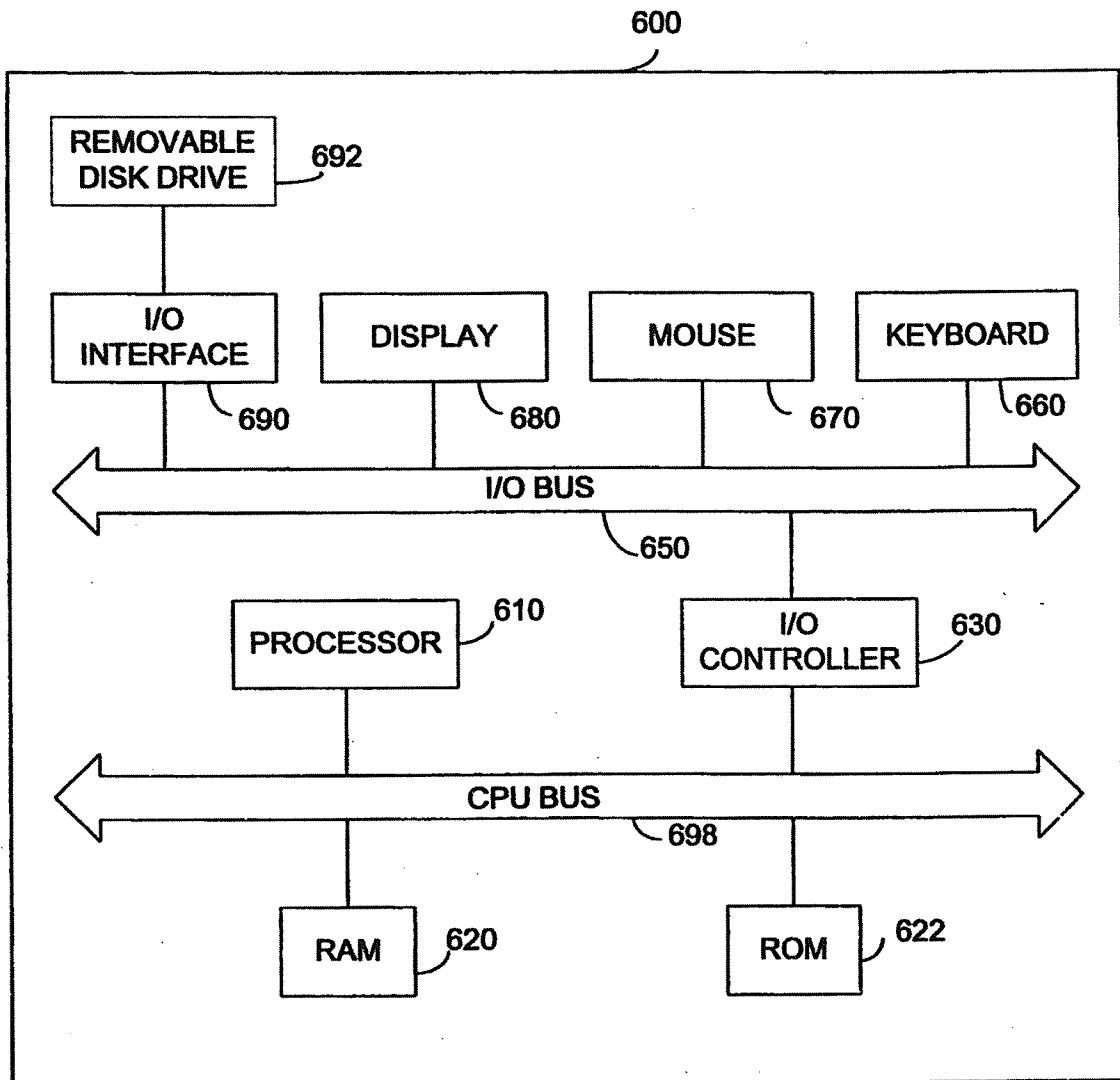 600
REMOVABLE
DISK DRIVE
692
I/O
INTERFACE
690
DISPLAY
680
MOUSE
670
KEYBOARD
660
I/O BUS
650
PROCESSOR
610
I/O
CONTROLLER
630
CPU BUS
698
RAM
620
ROM
622